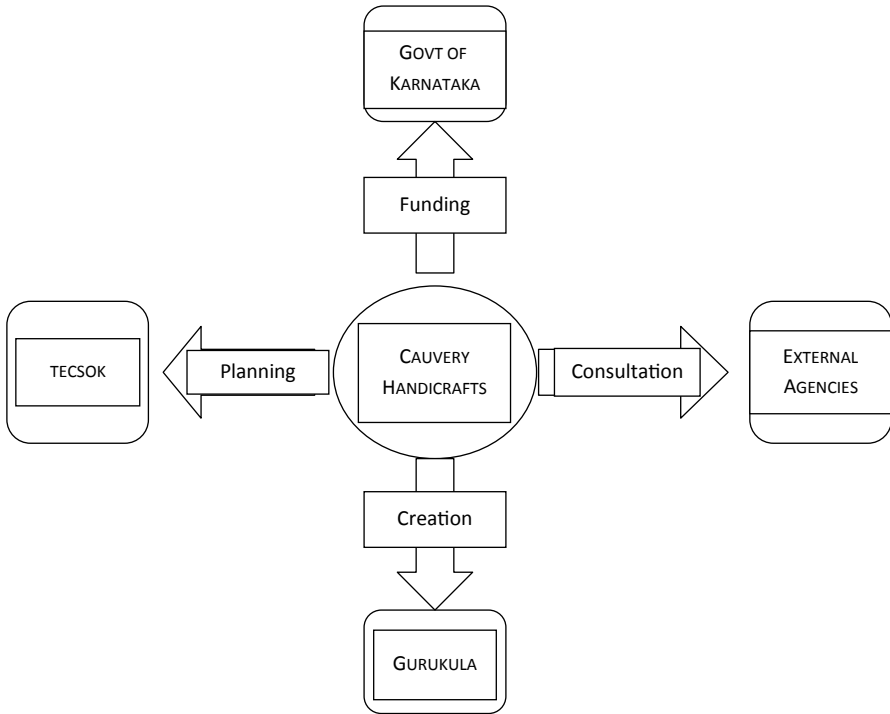 GOVT OF
KARNATAKA
Funding
TECSOK
Planning
CAUVERY
HANDICRAFTS
Consultation
EXTERNAL
AGENCIES
Creation
GURUKULA